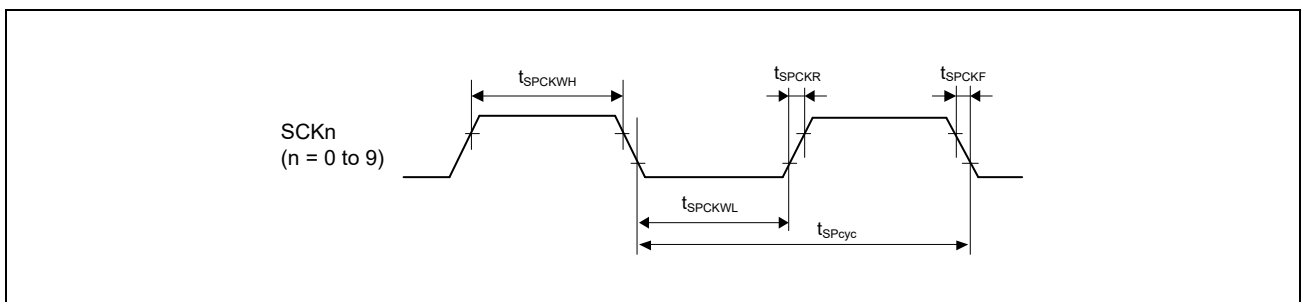 tSPCKWH
tSPCKR
tSPCKF
SCKn
(n = 0 to 9)
tSPCKWL
tSPcyc